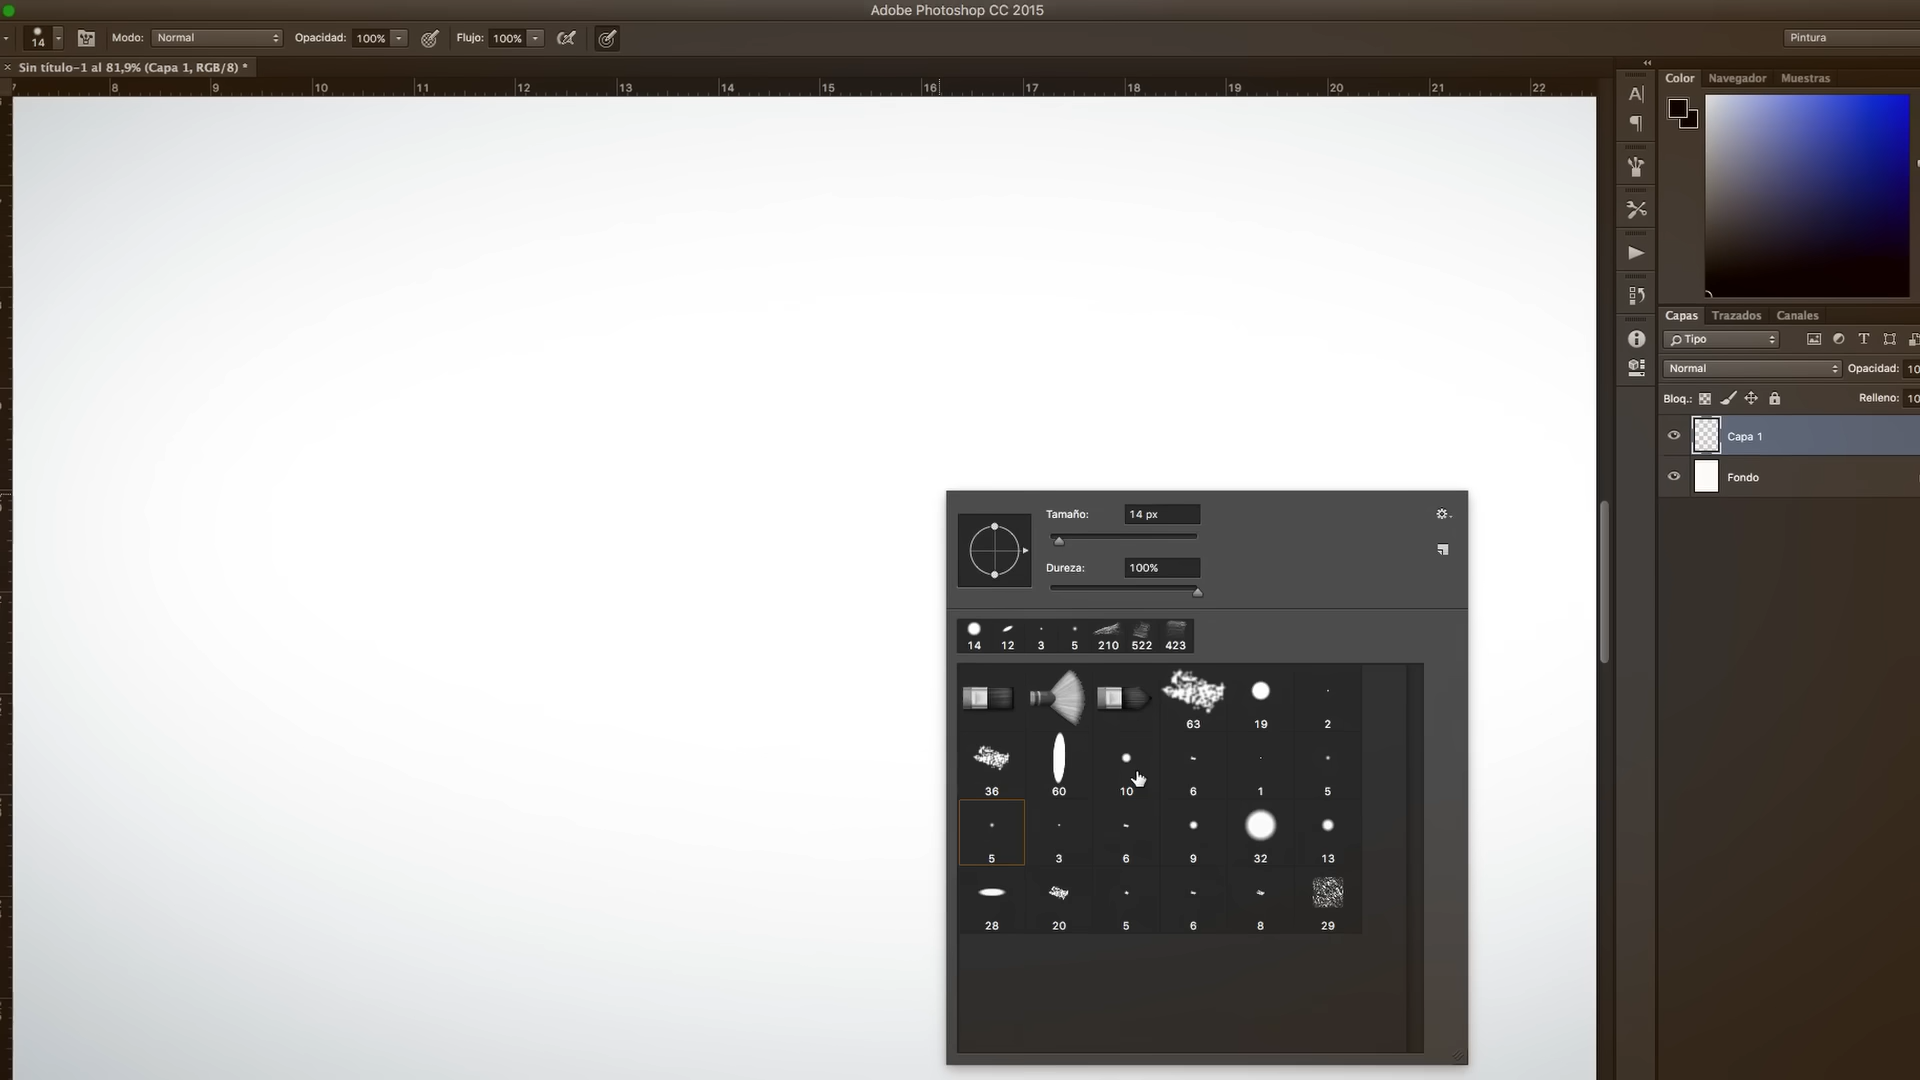 Adobe Photoshop CC 2015
14 Modo: Normal Opacidad: 100% Flujo: 100% Pintura
× Sin título-1 al 81,9% (Capa 1, RGB/8) *
7 8 9 10 11 12 13 14 15 16 17 18 19 20 21 22
Color Navegador Muestras
Capas Trazados Canales
Tipo
Normal Opacidad: 10
Bloq.: Relleno: 10
Capa 1
Fondo
Tamaño: 14 px
Dureza: 100%
14 12 3 5 210 522 423
63 19 2
36 60 10 6 1 5
5 3 6 9 32 13
28 20 5 6 8 29